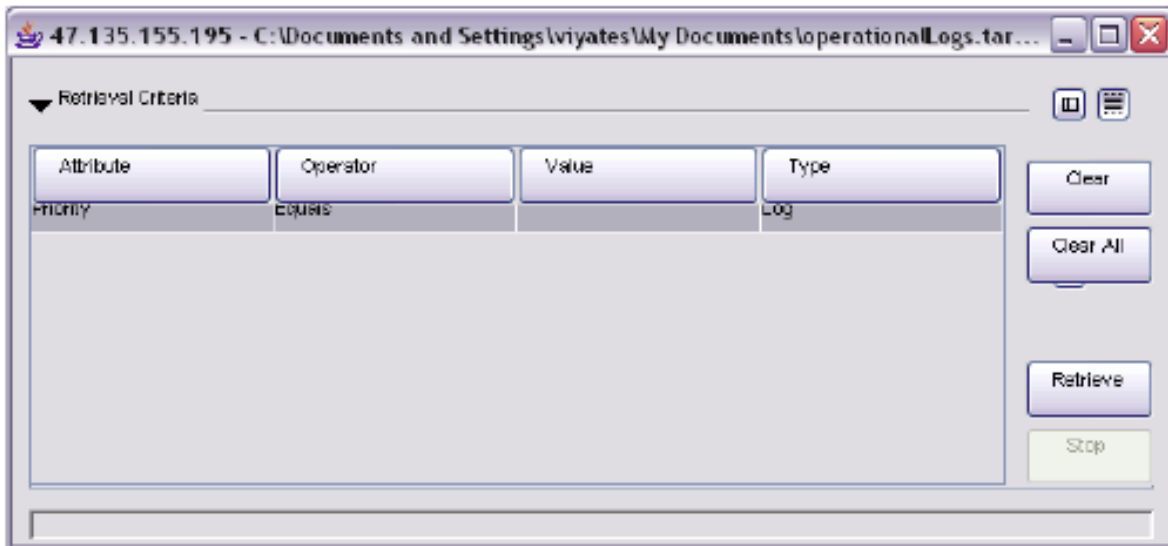 47.135.155.195 - C:\Documents and Settings\viyates\My Documents\operationalLogs.tar...
Retrieval Criteria
Attribute Operator Value Type
Priority Equals Log
Clear
Clear All
Retrieve
Stop